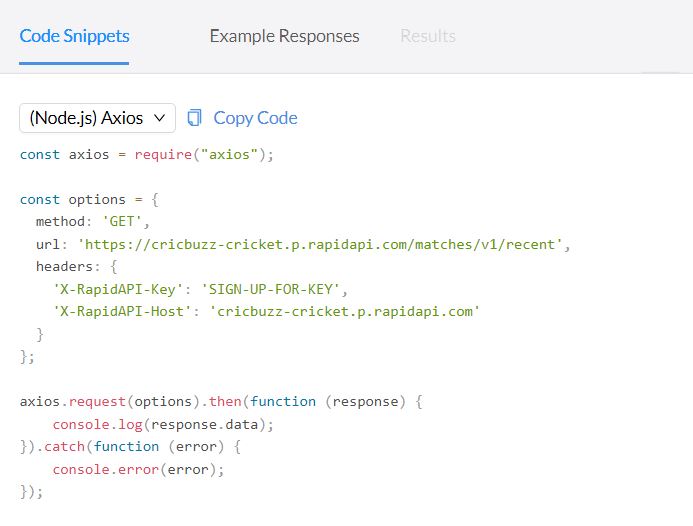 Code Snippets Example Responses Results
(Node.js) Axios Copy Code
const axios = require("axios");

const options = {
  method: 'GET',
  url: 'https://cricbuzz-cricket.p.rapidapi.com/matches/v1/recent',
  headers: {
    'X-RapidAPI-Key': 'SIGN-UP-FOR-KEY',
    'X-RapidAPI-Host': 'cricbuzz-cricket.p.rapidapi.com'
  }
};

axios.request(options).then(function (response) {
    console.log(response.data);
}).catch(function (error) {
    console.error(error);
});